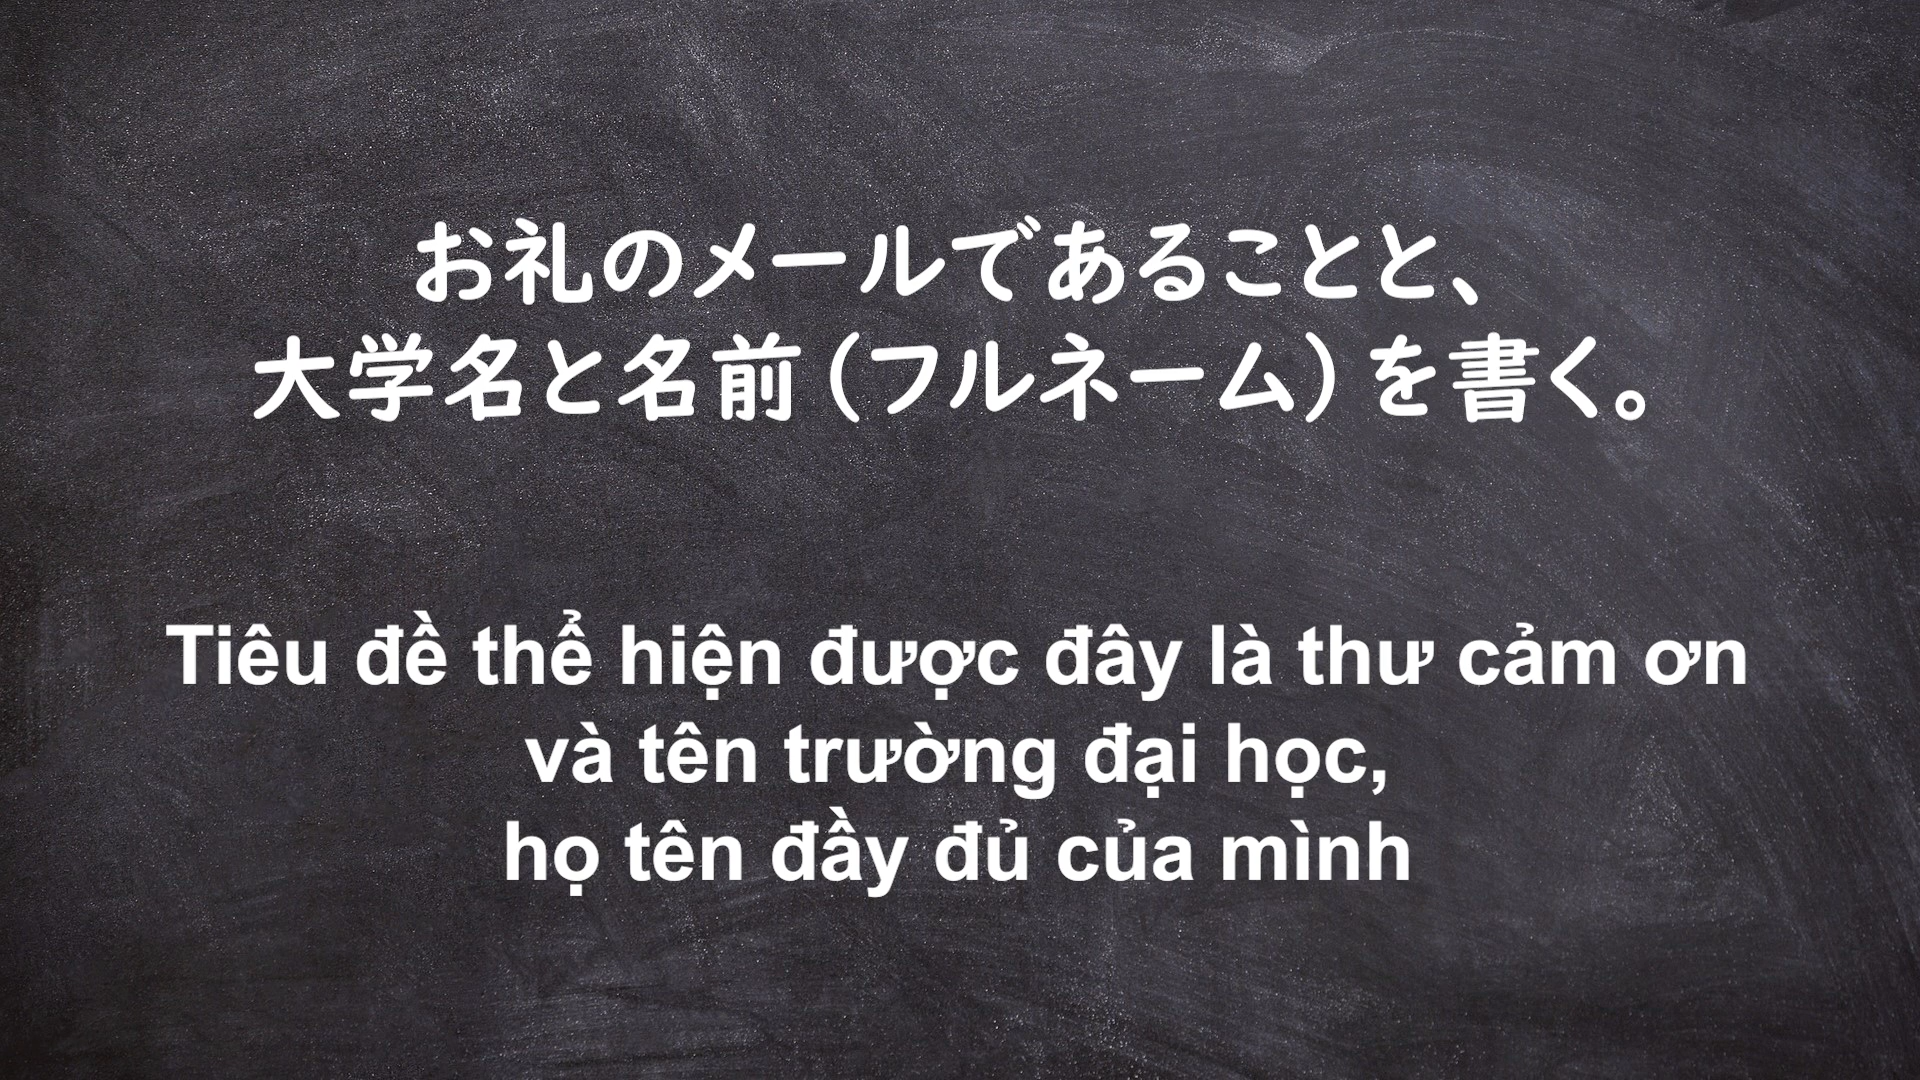 お礼のメールであることと、
大学名と名前（フルネーム）を書く。
Tiêu đề thể hiện được đây là thư cảm ơn
và tên trường đại học,
họ tên đầy đủ của mình